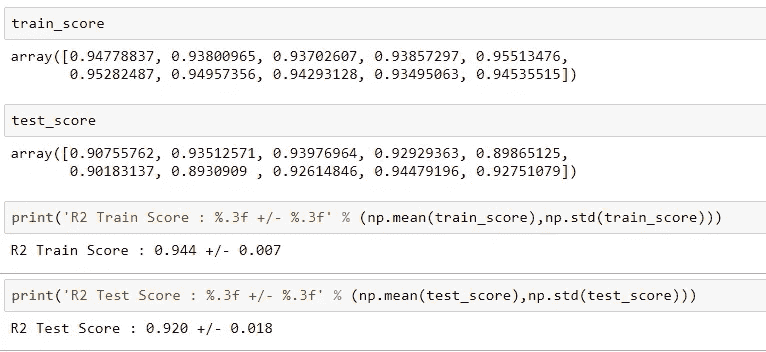 train_score
array([0.94778837, 0.93800965, 0.93702607, 0.93857297, 0.95513476,
       0.95282487, 0.94957356, 0.94293128, 0.93495063, 0.94535515])
test_score
array([0.90755762, 0.93512571, 0.93976964, 0.92929363, 0.89865125,
       0.90183137, 0.8930909 , 0.92614846, 0.94479196, 0.92751079])
print('R2 Train Score : %.3f +/- %.3f' % (np.mean(train_score),np.std(train_score)))
R2 Train Score : 0.944 +/- 0.007
print('R2 Test Score : %.3f +/- %.3f' % (np.mean(test_score),np.std(test_score)))
R2 Test Score : 0.920 +/- 0.018